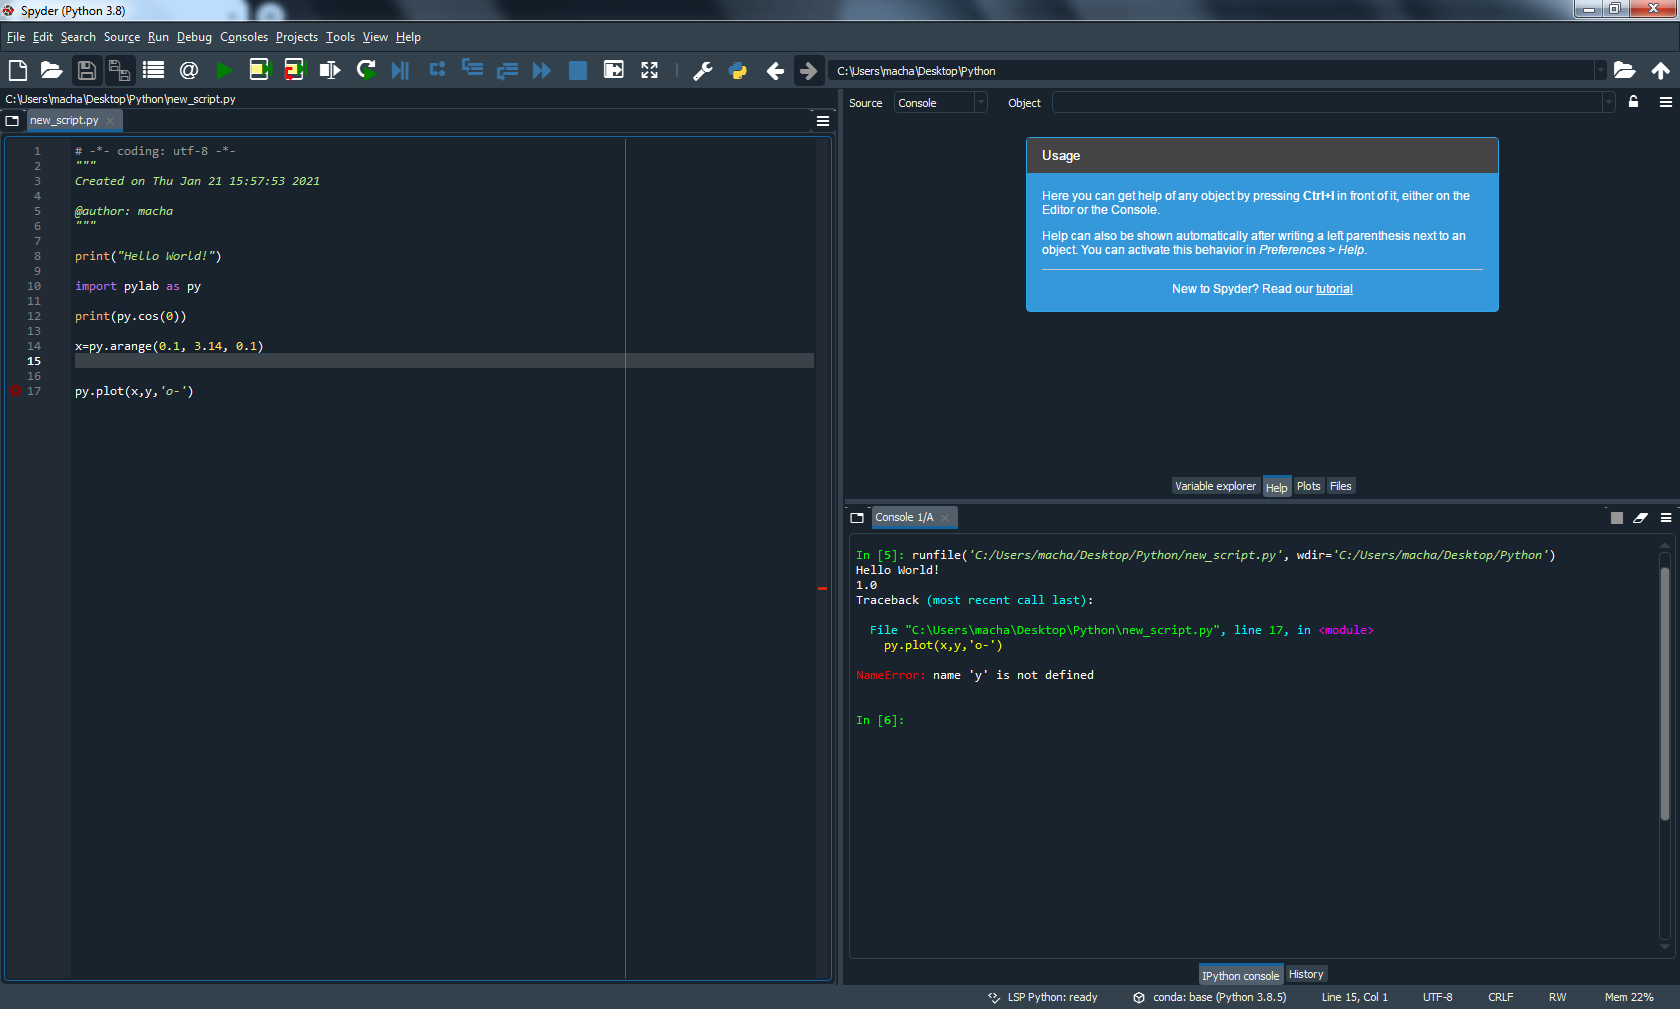 Spyder (Python 3.8)
File Edit Search Source Run Debug Consoles Projects Tools View Help
C:\Users\macha\Desktop\Python
C:\Users\macha\Desktop\Python\new_script.py
new_script.py
1 # -*- coding: utf-8 -*-
2 """
3 Created on Thu Jan 21 15:57:53 2021
4
5 @author: macha
6 """
7
8 print("Hello World!")
9
10 import pylab as py
11
12 print(py.cos(0))
13
14 x=py.arange(0.1, 3.14, 0.1)
15
16
17 py.plot(x,y,'o-')
Source Console Object
Usage
Here you can get help of any object by pressing Ctrl+I in front of it, either on the
Editor or the Console.
Help can also be shown automatically after writing a left parenthesis next to an
object. You can activate this behavior in Preferences > Help.
New to Spyder? Read our tutorial
Variable explorer Help Plots Files
Console 1/A
In [5]: runfile('C:/Users/macha/Desktop/Python/new_script.py', wdir='C:/Users/macha/Desktop/Python')
Hello World!
1.0
Traceback (most recent call last):
File "C:\Users\macha\Desktop\Python\new_script.py", line 17, in <module>
py.plot(x,y,'o-')
NameError: name 'y' is not defined
In [6]:
IPython console History
LSP Python: ready conda: base (Python 3.8.5) Line 15, Col 1 UTF-8 CRLF RW Mem 22%